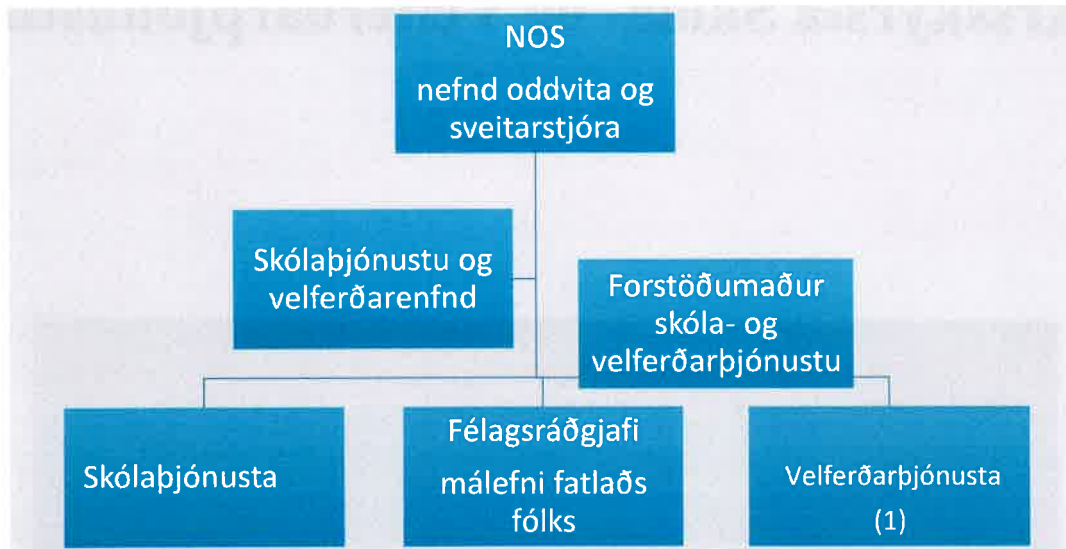 NOS
nefnd oddvita og
sveitarstjóra
Skólaþjónustu og
velferðarenfnd
Forstöðumaður
skóla- og
velferðarþjónustu
Skólaþjónusta
Félagsráðgjafi
málefni fatlaðs
fólks
Velferðarþjónusta
(1)